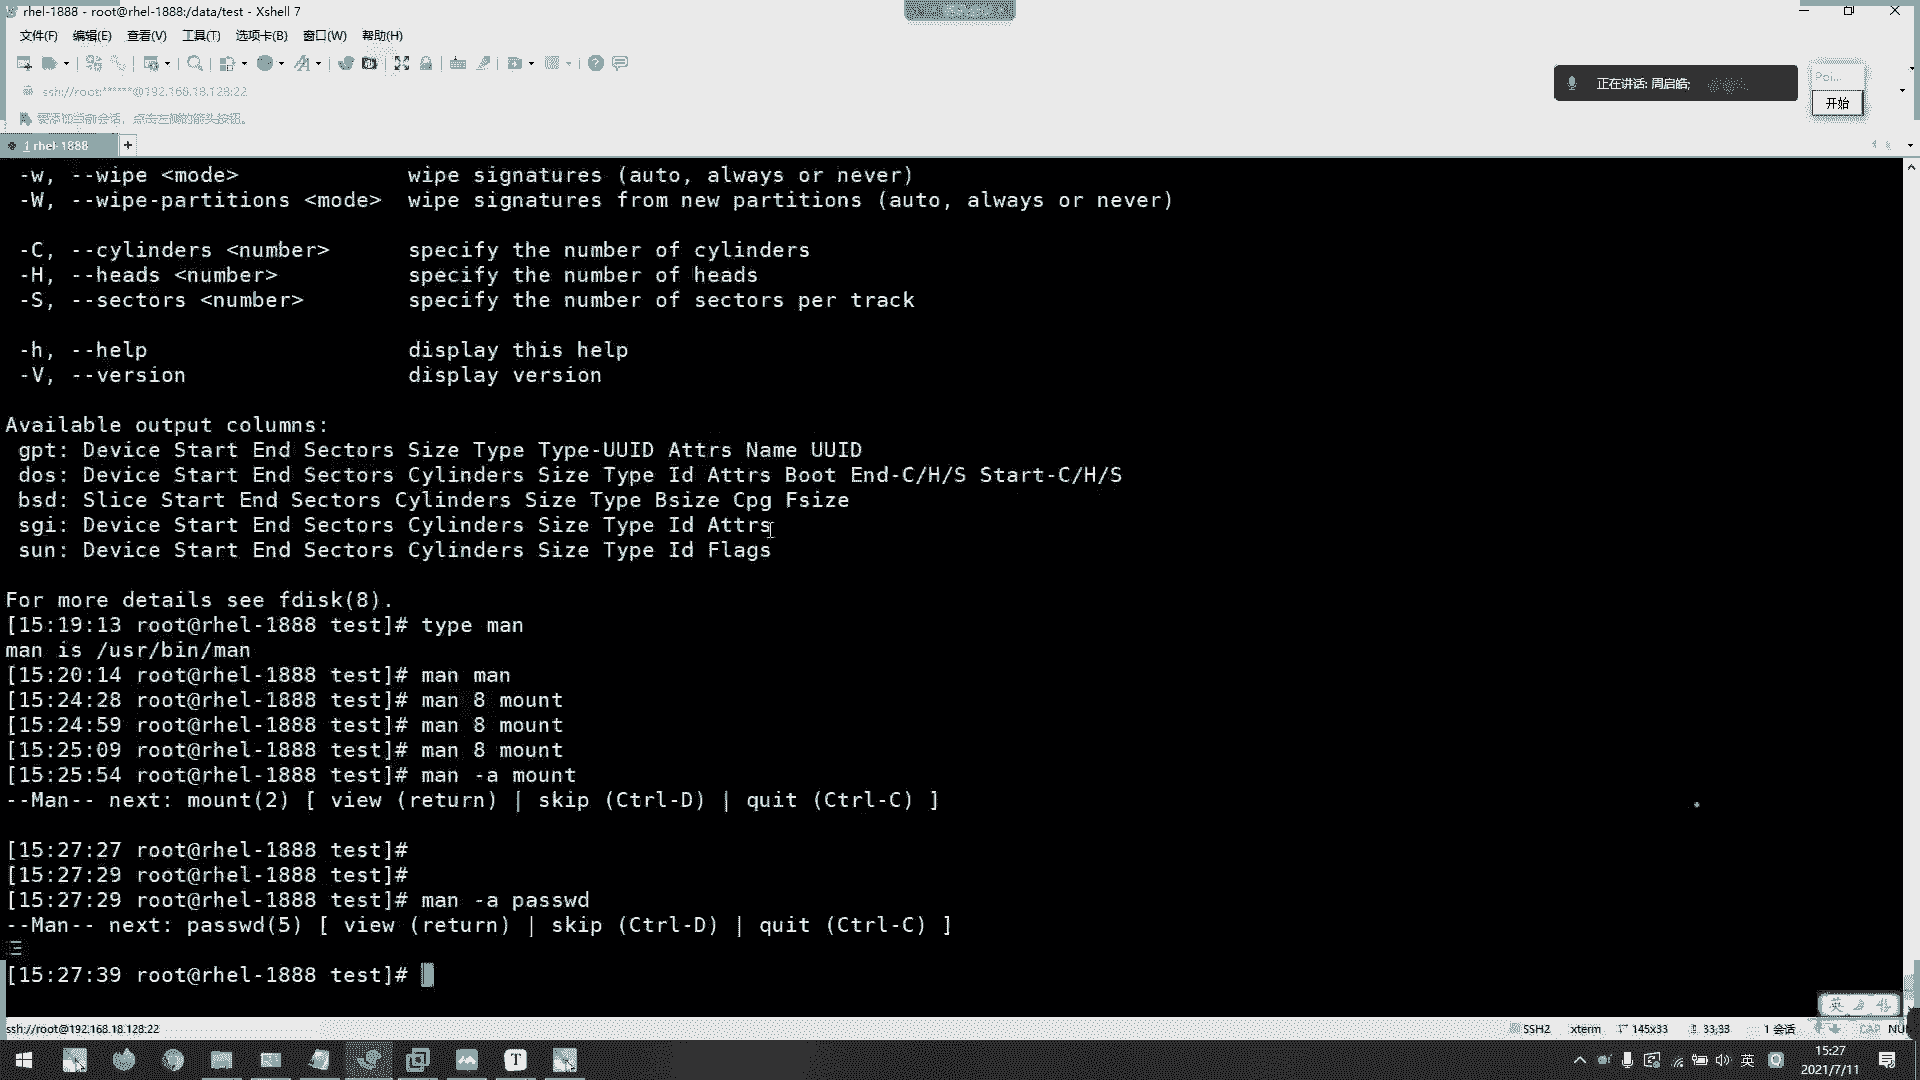 rhel-1888 - root@rhel-1888:/data/test - Xshell 7
文件(F) 编辑(E) 查看(V) 工具(T) 选项卡(B) 窗口(W) 帮助(H)
ssh://root:******@192.168.18.128:22
要添加当前会话，点击左侧的箭头按钮。
正在讲话: 周启皓;
Poi...
开始
1 rhel-1888 +
-w, --wipe <mode> wipe signatures (auto, always or never)
-W, --wipe-partitions <mode> wipe signatures from new partitions (auto, always or never)
-C, --cylinders <number> specify the number of cylinders
-H, --heads <number> specify the number of heads
-S, --sectors <number> specify the number of sectors per track
-h, --help display this help
-V, --version display version
Available output columns:
gpt: Device Start End Sectors Size Type Type-UUID Attrs Name UUID
dos: Device Start End Sectors Cylinders Size Type Id Attrs Boot End-C/H/S Start-C/H/S
bsd: Slice Start End Sectors Cylinders Size Type Bsize Cpg Fsize
sgi: Device Start End Sectors Cylinders Size Type Id Attrs
sun: Device Start End Sectors Cylinders Size Type Id Flags
For more details see fdisk(8).
[15:19:13 root@rhel-1888 test]# type man
man is /usr/bin/man
[15:20:14 root@rhel-1888 test]# man man
[15:24:28 root@rhel-1888 test]# man 8 mount
[15:24:59 root@rhel-1888 test]# man 8 mount
[15:25:09 root@rhel-1888 test]# man 8 mount
[15:25:54 root@rhel-1888 test]# man -a mount
--Man-- next: mount(2) [ view (return) | skip (Ctrl-D) | quit (Ctrl-C) ]
[15:27:27 root@rhel-1888 test]#
[15:27:29 root@rhel-1888 test]#
[15:27:29 root@rhel-1888 test]# man -a passwd
--Man-- next: passwd(5) [ view (return) | skip (Ctrl-D) | quit (Ctrl-C) ]
[15:27:39 root@rhel-1888 test]#
英
ssh://root@192.168.18.128:22 SSH2 xterm 145x33 33,33 1 会话 CAP NUM
T 英 15:27
2021/7/11